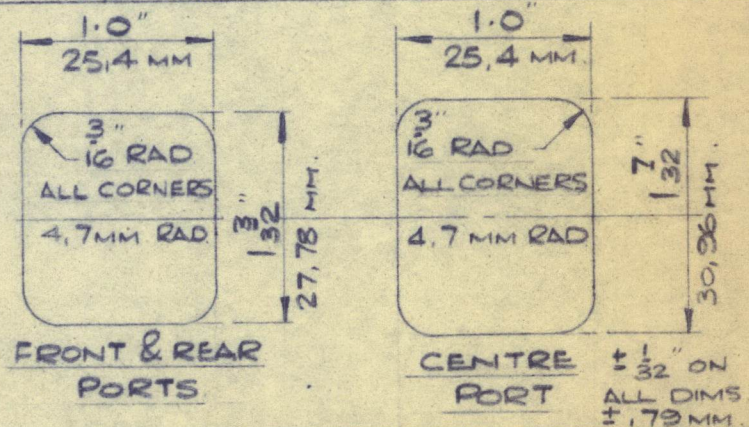 1·0"
25,4 MM
3/16" RAD
ALL CORNERS
4,7MM RAD
1 3/32"
27,78 MM.
FRONT & REAR
PORTS
1·0"
25,4 MM.
3/16" RAD
ALL CORNERS
4,7 MM RAD
1 7/32"
30,96 MM.
CENTRE
PORT
± 1/32" ON
ALL DIMS
± ,79 MM.